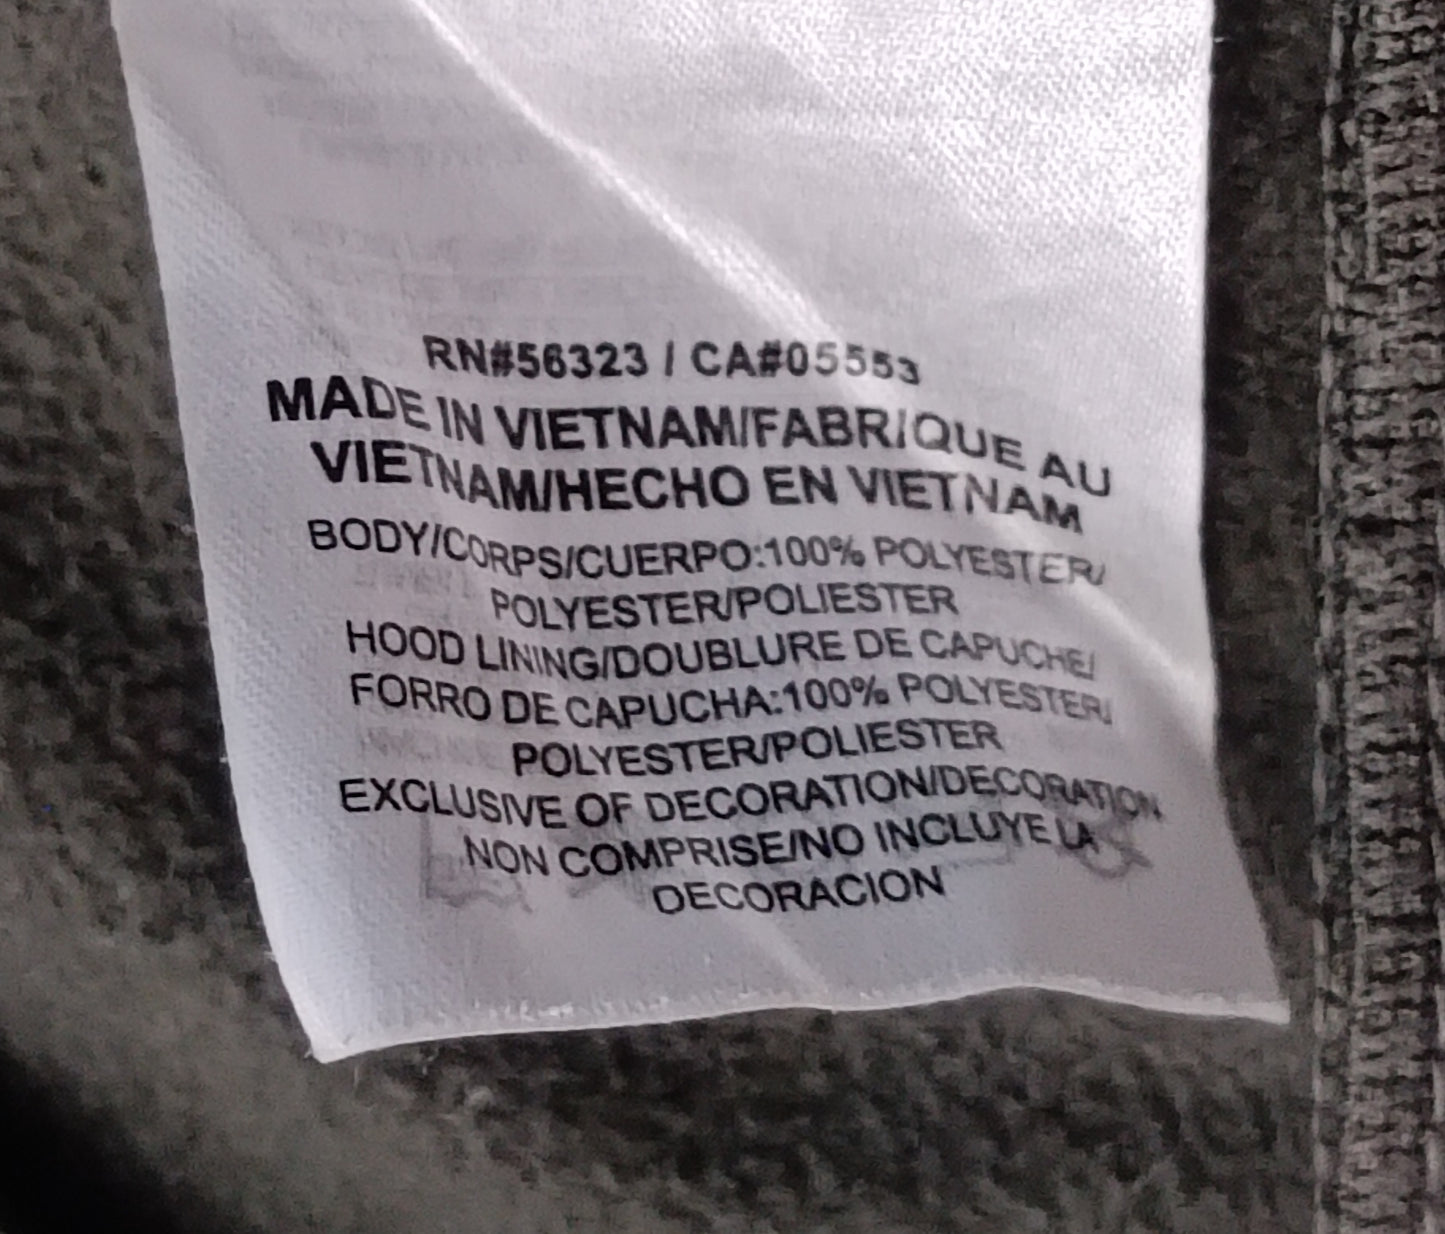 RN#56323 / CA#05553
MADE IN VIETNAM/FABRIQUE AU
VIETNAM/HECHO EN VIETNAM
BODY/CORPS/CUERPO:100% POLYESTER/
POLYESTER/POLIESTER
HOOD LINING/DOUBLURE DE CAPUCHE/
FORRO DE CAPUCHA:100% POLYESTER/
POLYESTER/POLIESTER
EXCLUSIVE OF DECORATION/DECORATION
NON COMPRISE/NO INCLUYE LA
DECORACION